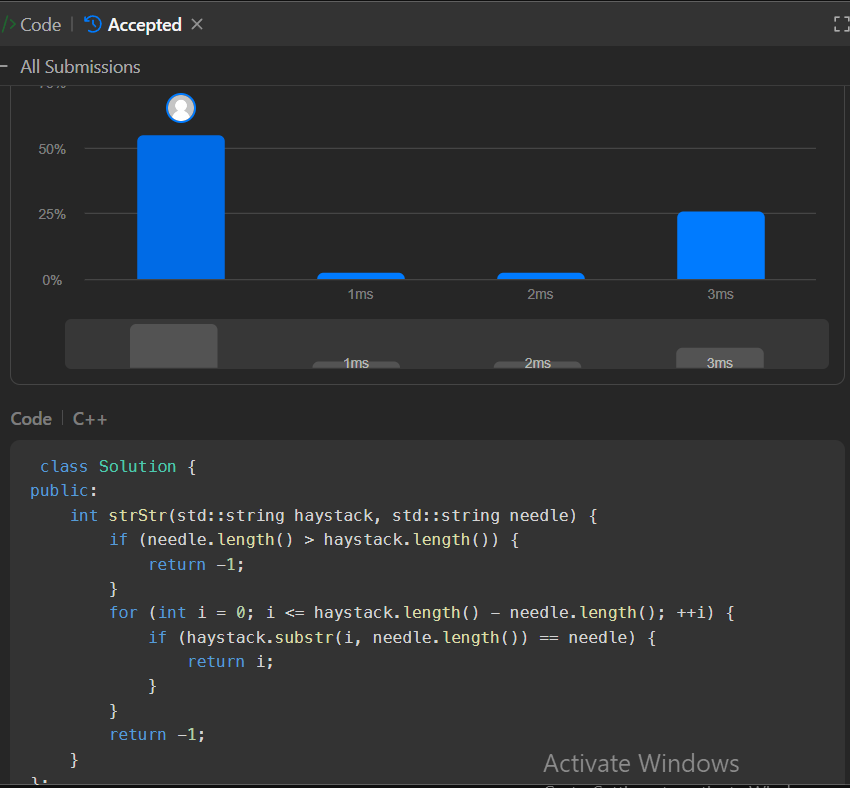 </> Code | Accepted ×
All Submissions
50%
25%
0%
1ms 2ms 3ms
1ms 2ms 3ms
Code | C++
class Solution {
public:
    int strStr(std::string haystack, std::string needle) {
        if (needle.length() > haystack.length()) {
            return -1;
        }
        for (int i = 0; i <= haystack.length() - needle.length(); ++i) {
            if (haystack.substr(i, needle.length()) == needle) {
                return i;
            }
        }
        return -1;
    }
};
Activate Windows